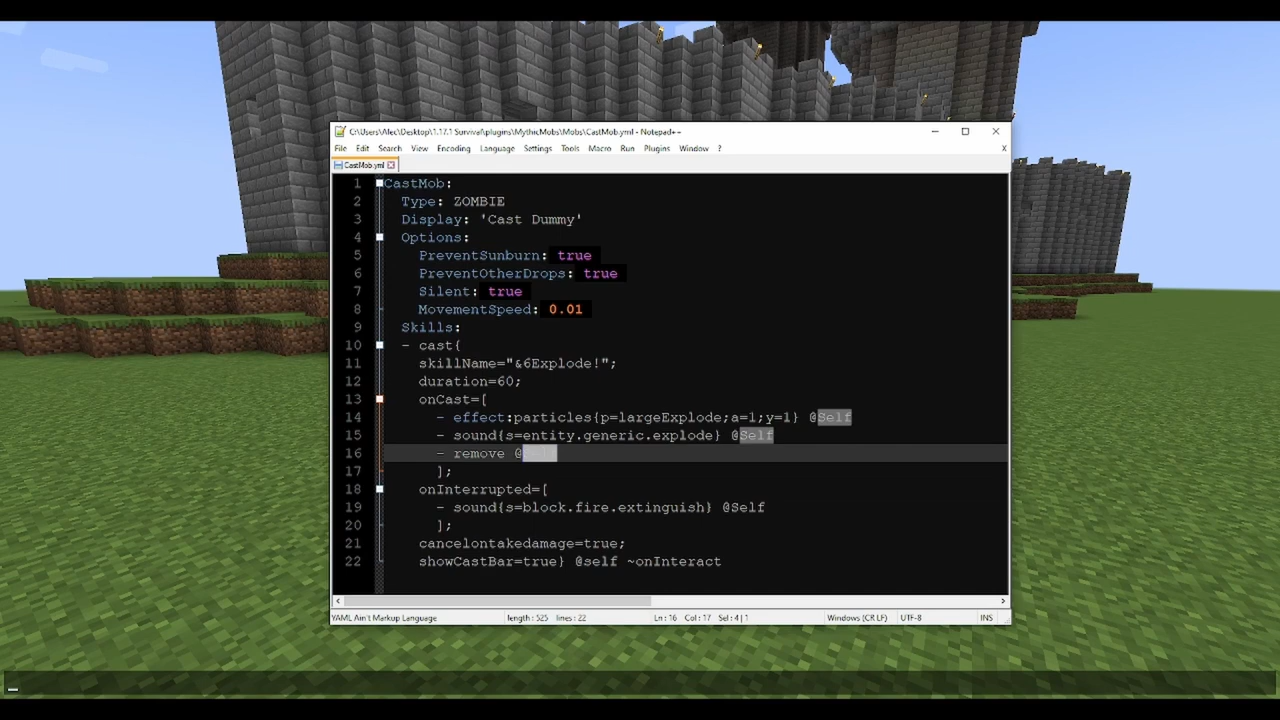 C:\Users\Alec\Desktop\1.17.1 Survival\plugins\MythicMobs\Mobs\CastMob.yml - Notepad++
File Edit Search View Encoding Language Settings Tools Macro Run Plugins Window ? X
CastMob.yml
1 CastMob:
2 Type: ZOMBIE
3 Display: 'Cast Dummy'
4 Options:
5 PreventSunburn: true
6 PreventOtherDrops: true
7 Silent: true
8 MovementSpeed: 0.01
9 Skills:
10 - cast{
11 skillName="&6Explode!";
12 duration=60;
13 onCast=[
14 - effect:particles{p=largeExplode;a=1;y=1} @Self
15 - sound{s=entity.generic.explode} @Self
16 - remove @
17 ];
18 onInterrupted=[
19 - sound{s=block.fire.extinguish} @Self
20 ];
21 cancelontakedamage=true;
22 showCastBar=true} @self ~onInteract
YAML Ain't Markup Language length : 525 lines : 22 Ln : 16 Col : 17 Sel : 4 | 1 Windows (CR LF) UTF-8 INS